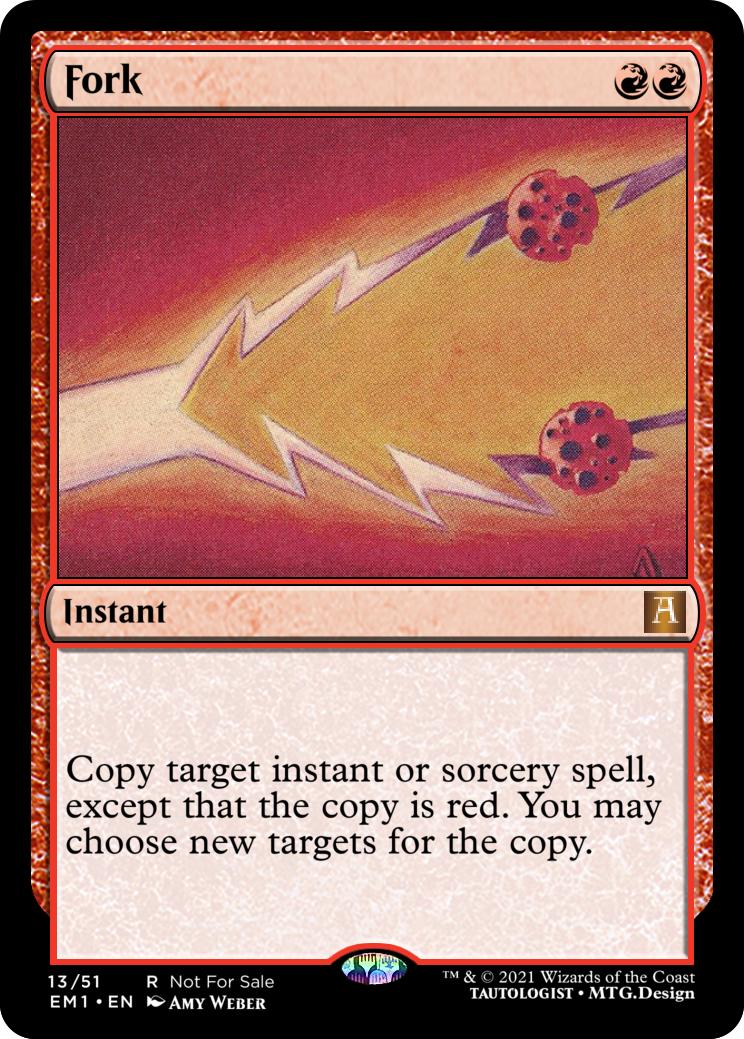 Fork
Instant
A
Copy target instant or sorcery spell,
except that the copy is red. You may
choose new targets for the copy.
13/51 R Not For Sale
EM1 • EN AMY WEBER
™ & © 2021 Wizards of the Coast
TAUTOLOGIST • MTG.Design